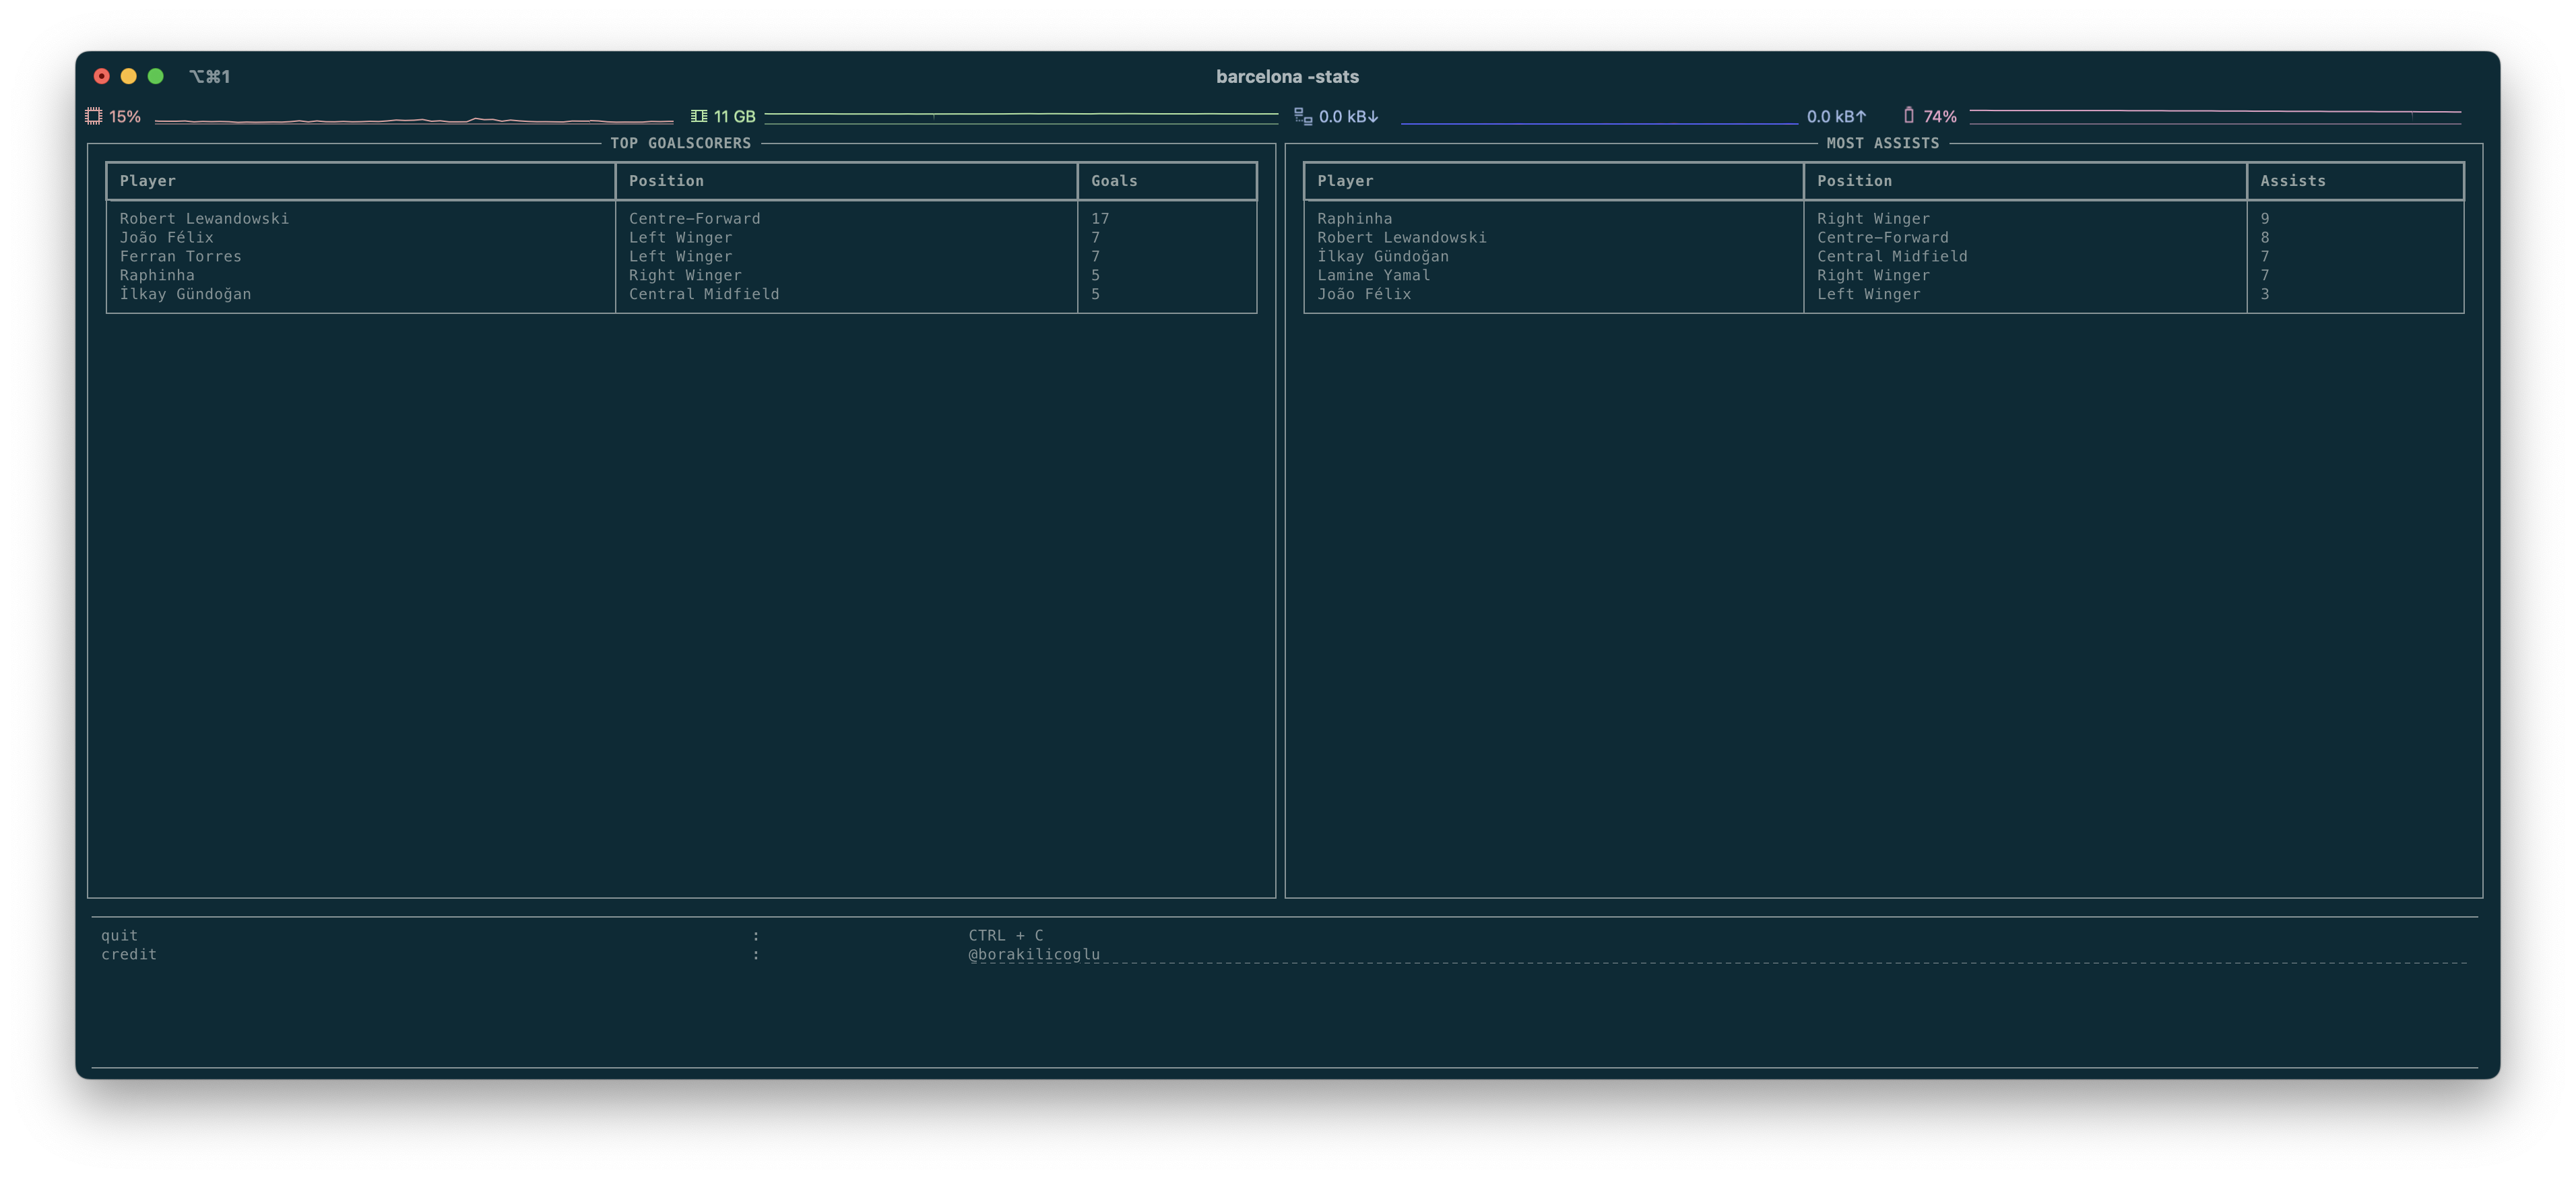 ⌥⌘1 barcelona -stats
15% 11 GB 0.0 kB↓ 0.0 kB↑ 74%
TOP GOALSCORERS
Player Position Goals
Robert Lewandowski Centre-Forward 17
João Félix Left Winger 7
Ferran Torres Left Winger 7
Raphinha Right Winger 5
İlkay Gündoğan Central Midfield 5
MOST ASSISTS
Player Position Assists
Raphinha Right Winger 9
Robert Lewandowski Centre-Forward 8
İlkay Gündoğan Central Midfield 7
Lamine Yamal Right Winger 7
João Félix Left Winger 3
quit : CTRL + C
credit : @borakilicoglu